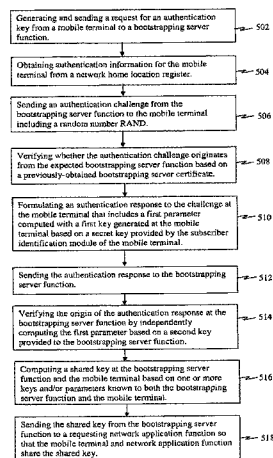 Generating and sending a request for an authentication
key from a mobile terminal to a bootstrapping server
function.
502
Obtaining authentication information for the mobile
terminal from a network home location register.
504
Sending an authentication challenge from the
bootstrapping server function to the mobile terminal
including a random number RAND.
506
Verifying whether the authentication challenge originates
from the expected bootstrapping server function based on
a previously-obtained bootstrapping server certificate.
508
Formulating an authentication response to the challenge at
the mobile terminal that includes a first parameter
computed with a first key generated at the mobile
terminal based on a secret key provided by the subscriber
identification module of the mobile terminal.
510
Sending the authentication response to the bootstrapping
server function.
512
Verifying the origin of the authentication response at the
bootstrapping server function by independently
computing the first parameter based on a second key
provided to the bootstrapping server function.
514
Computing a shared key at the bootstrapping server
function and the mobile terminal based on one or more
keys and/or parameters known to both the bootstrapping
server function and the mobile terminal.
516
Sending the shared key from the bootstrapping server
function to a requesting network application function so
that the mobile terminal and network application function
share the shared key.
518